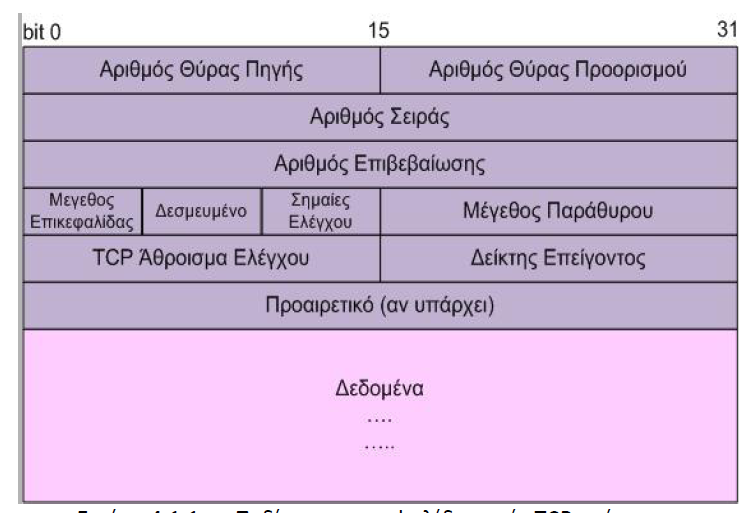 bit 0 15 31
Αριθμός Θύρας Πηγής Αριθμός Θύρας Προορισμού
Αριθμός Σειράς
Αριθμός Επιβεβαίωσης
Μεγεθος Επικεφαλίδας Δεσμευμένο Σημαίες Ελέγχου Μέγεθος Παράθυρου
TCP Άθροισμα Ελέγχου Δείκτης Επείγοντος
Προαιρετικό (αν υπάρχει)
Δεδομένα
....
.....